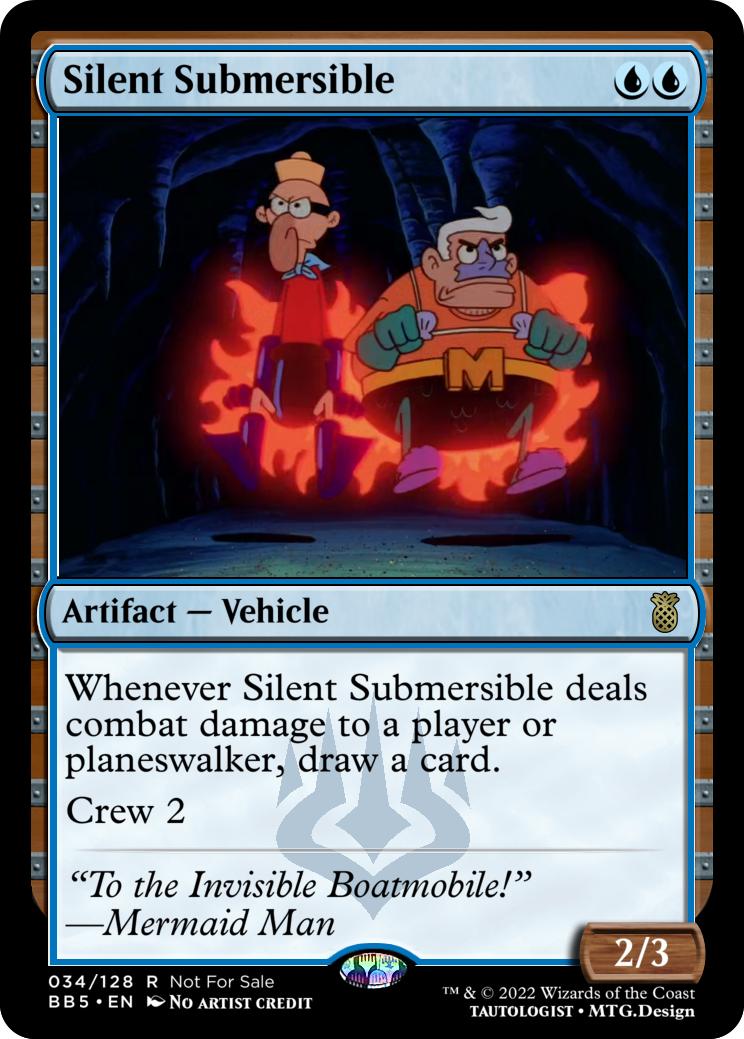 Silent Submersible
M
Artifact — Vehicle
Whenever Silent Submersible deals
combat damage to a player or
planeswalker, draw a card.
Crew 2
“To the Invisible Boatmobile!”
—Mermaid Man
2/3
034/128 R Not For Sale
BB5 • EN No artist credit
™ & © 2022 Wizards of the Coast
TAUTOLOGIST • MTG.Design